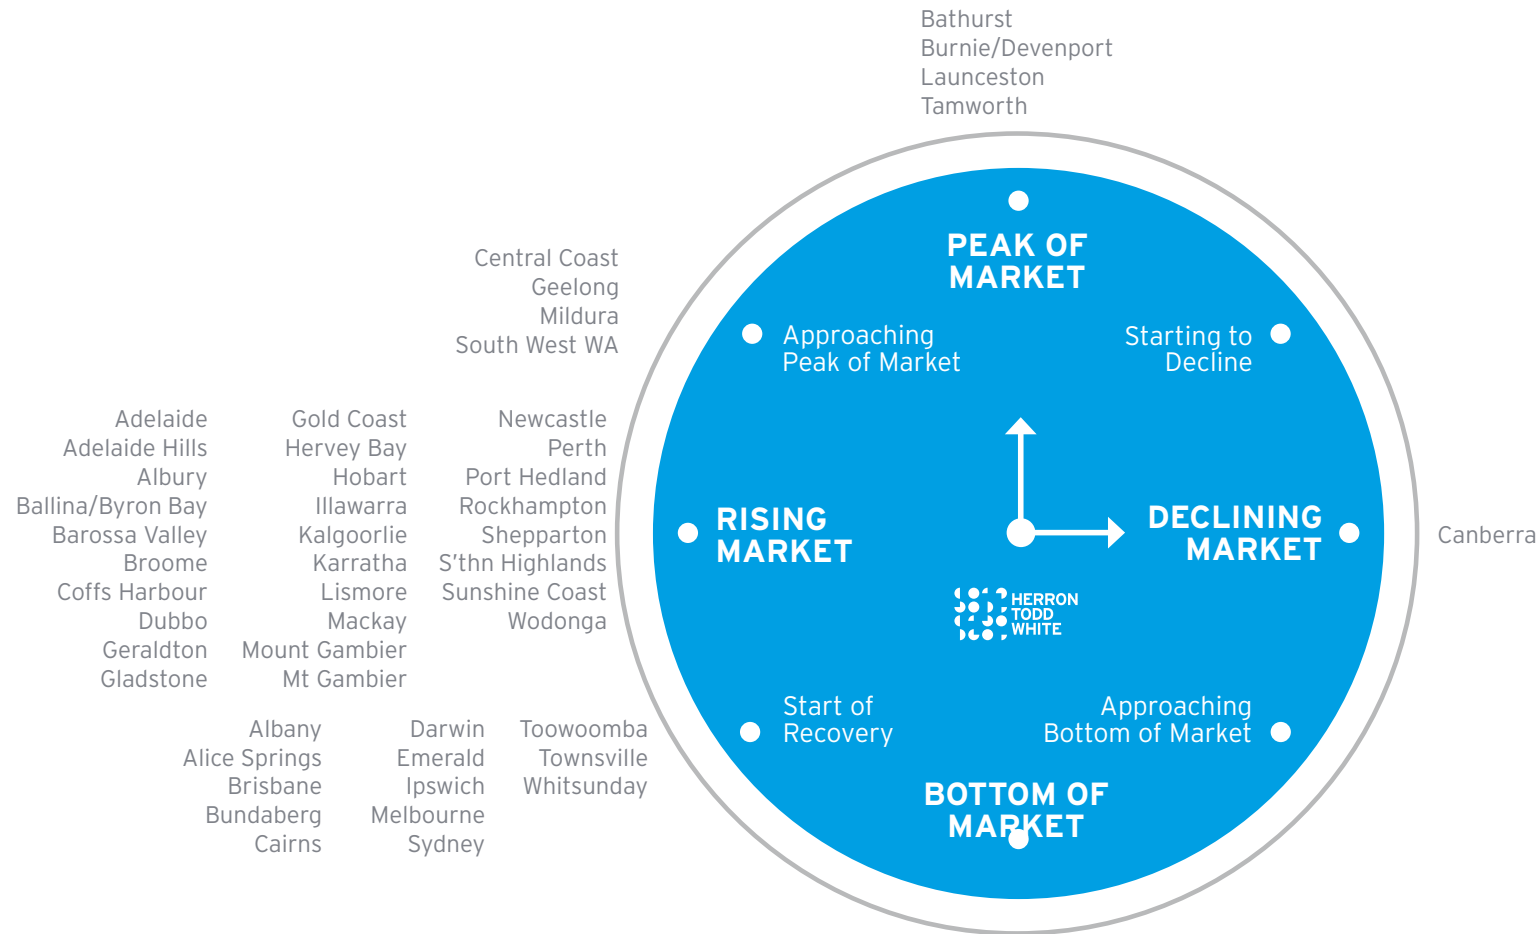 Bathurst
Burnie/Devenport
Launceston
Tamworth
PEAK OF
MARKET
Central Coast
Geelong
Mildura
South West WA
Approaching
Peak of Market
Starting to
Decline
Adelaide
Adelaide Hills
Albury
Ballina/Byron Bay
Barossa Valley
Broome
Coffs Harbour
Dubbo
Geraldton
Gladstone
Gold Coast
Hervey Bay
Hobart
Illawarra
Kalgoorlie
Karratha
Lismore
Mackay
Mount Gambier
Mt Gambier
Newcastle
Perth
Port Hedland
Rockhampton
Shepparton
S'thn Highlands
Sunshine Coast
Wodonga
RISING
MARKET
DECLINING
MARKET
Canberra
HERRON
TODD
WHITE
Albany
Alice Springs
Brisbane
Bundaberg
Cairns
Darwin
Emerald
Ipswich
Melbourne
Sydney
Toowoomba
Townsville
Whitsunday
Start of
Recovery
Approaching
Bottom of Market
BOTTOM OF
MARKET